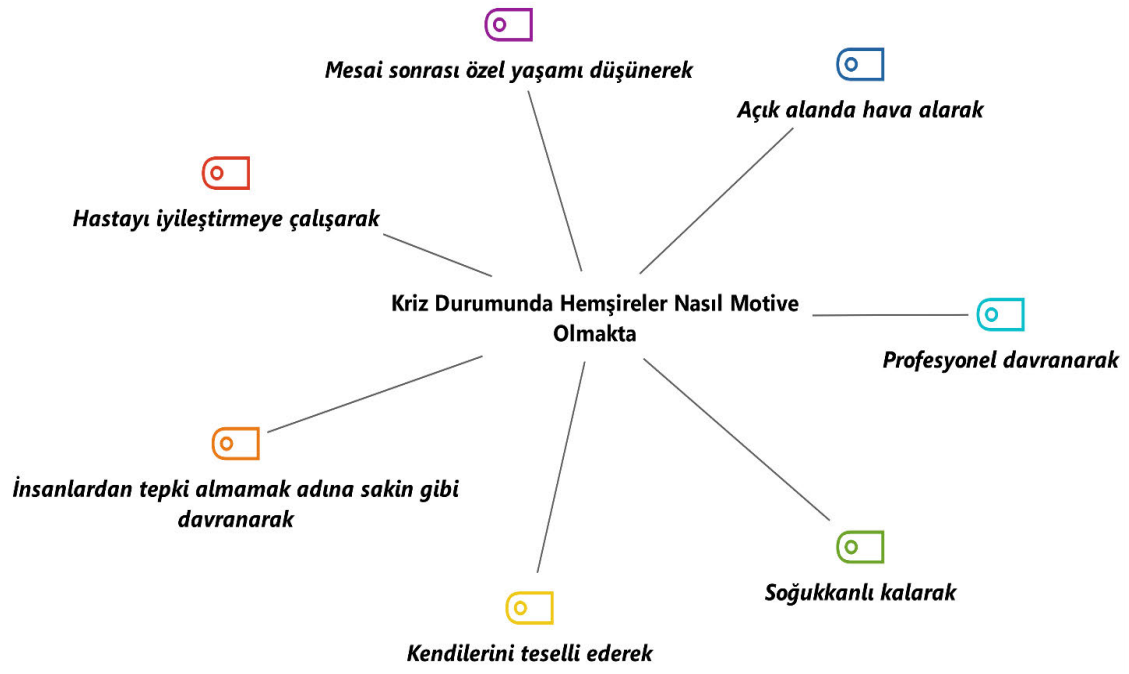 Mesai sonrası özel yaşamı düşünerek
Açık alanda hava alarak
Hastayı iyileştirmeye çalışarak
Kriz Durumunda Hemşireler Nasıl Motive
Olmakta
Profesyonel davranarak
İnsanlardan tepki almamak adına sakin gibi
davranarak
Soğukkanlı kalarak
Kendilerini teselli ederek